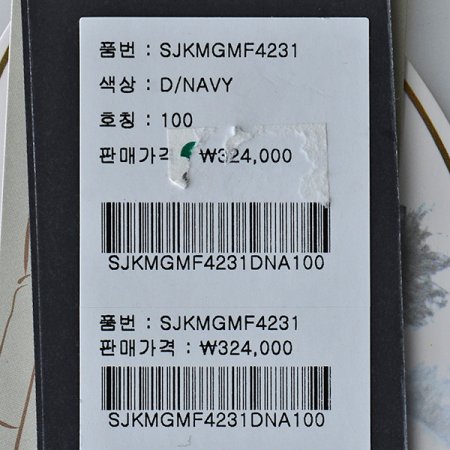 품번 : SJKMGMF4231
색상 : D/NAVY
호칭 : 100
판매가격 ₩324,000
SJKMGMF4231DNA100
품번 : SJKMGMF4231
판매가격 : ₩324,000
SJKMGMF4231DNA100